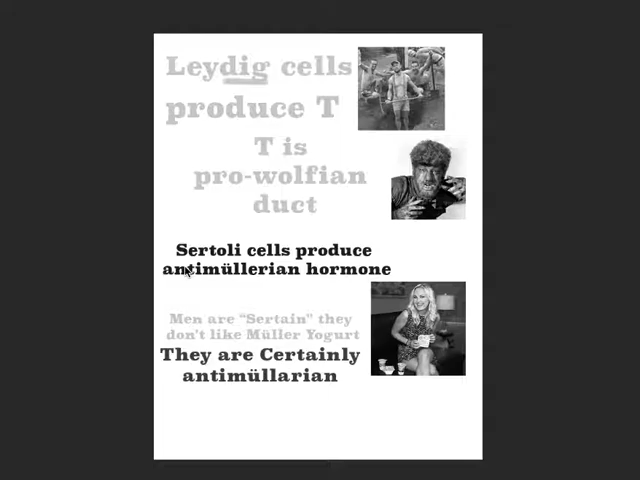 Leydig cells
produce T
T is
pro-wolfian
duct
Sertoli cells produce
antimüllerian hormone
Men are “Sertain” they
don't like Müller Yogurt
They are Certainly
antimüllarian